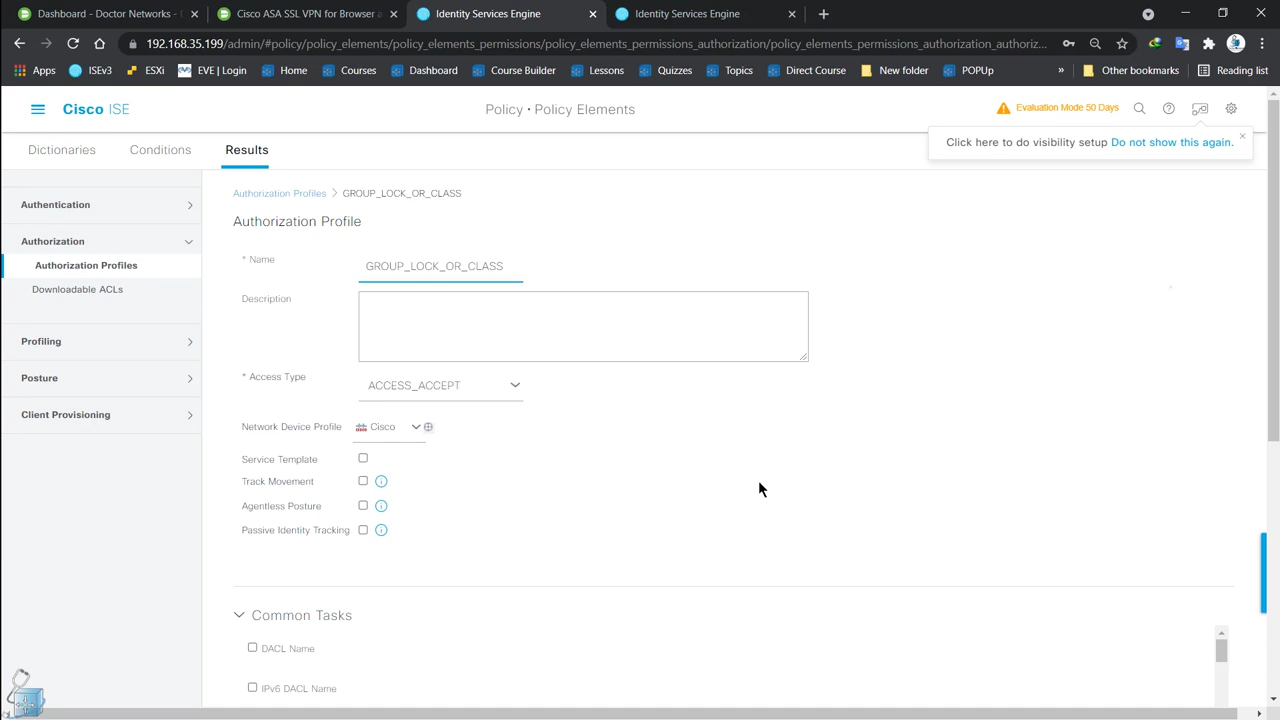 Dashboard – Doctor Networks - D
Cisco ASA SSL VPN for Browser a
Identity Services Engine
Identity Services Engine
192.168.35.199/admin/#policy/policy_elements/policy_elements_permissions/policy_elements_permissions_authorization/policy_elements_permissions_authorization_authoriz...
Apps
ISEv3
ESXi
EVE | Login
Home
Courses
Dashboard
Course Builder
Lessons
Quizzes
Topics
Direct Course
New folder
POPUp
»
Other bookmarks
Reading list
Cisco ISE
Policy · Policy Elements
Evaluation Mode 50 Days
Click here to do visibility setup Do not show this again.
Dictionaries
Conditions
Results
Authentication
Authorization
Authorization Profiles
Downloadable ACLs
Profiling
Posture
Client Provisioning
Authorization Profiles > GROUP_LOCK_OR_CLASS
Authorization Profile
* Name
GROUP_LOCK_OR_CLASS
Description
* Access Type
ACCESS_ACCEPT
Network Device Profile
Cisco
Service Template
Track Movement
Agentless Posture
Passive Identity Tracking
Common Tasks
DACL Name
IPv6 DACL Name